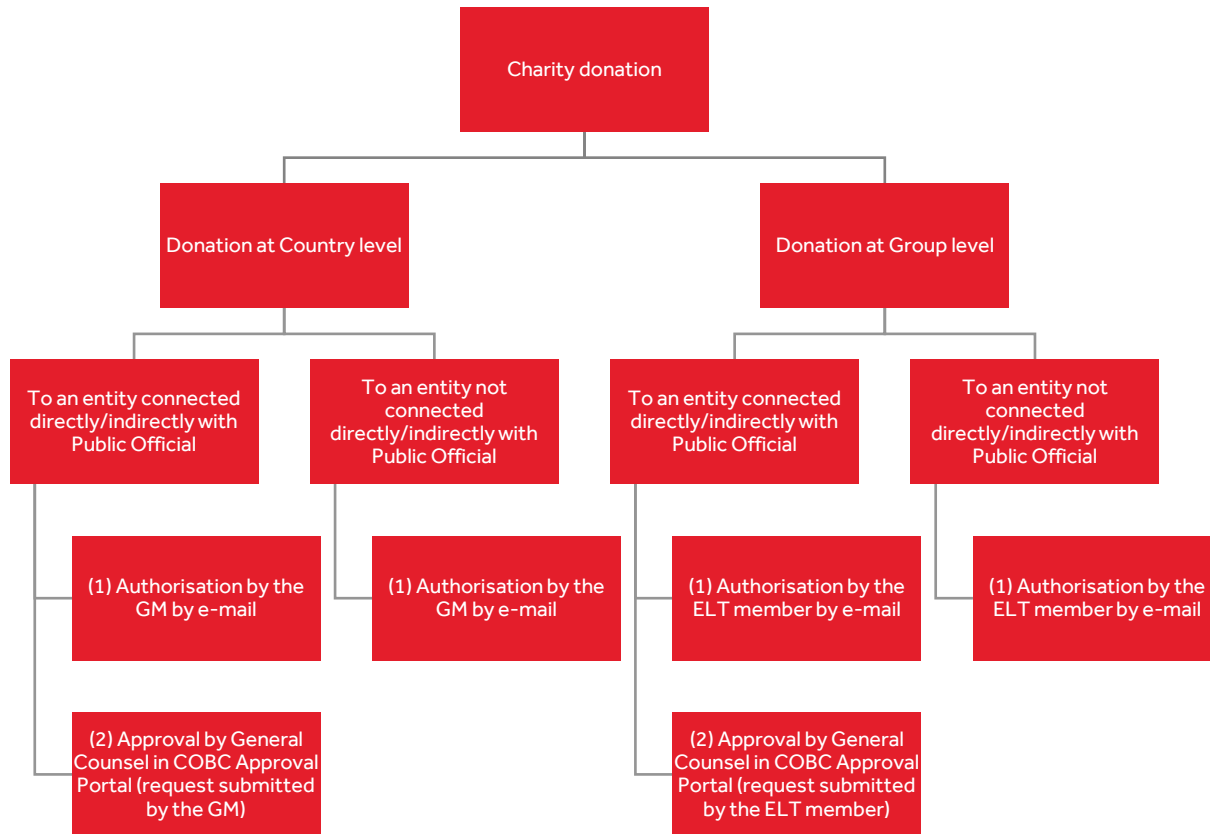 Charity donation
Donation at Country level
Donation at Group level
To an entity connected
directly/indirectly with
Public Official
To an entity not
connected
directly/indirectly with
Public Official
To an entity connected
directly/indirectly with
Public Official
To an entity not
connected
directly/indirectly with
Public Official
(1) Authorisation by the
GM by e-mail
(1) Authorisation by the
GM by e-mail
(1) Authorisation by the
ELT member by e-mail
(1) Authorisation by the
ELT member by e-mail
(2) Approval by General
Counsel in COBC Approval
Portal (request submitted
by the GM)
(2) Approval by General
Counsel in COBC Approval
Portal (request submitted
by the ELT member)